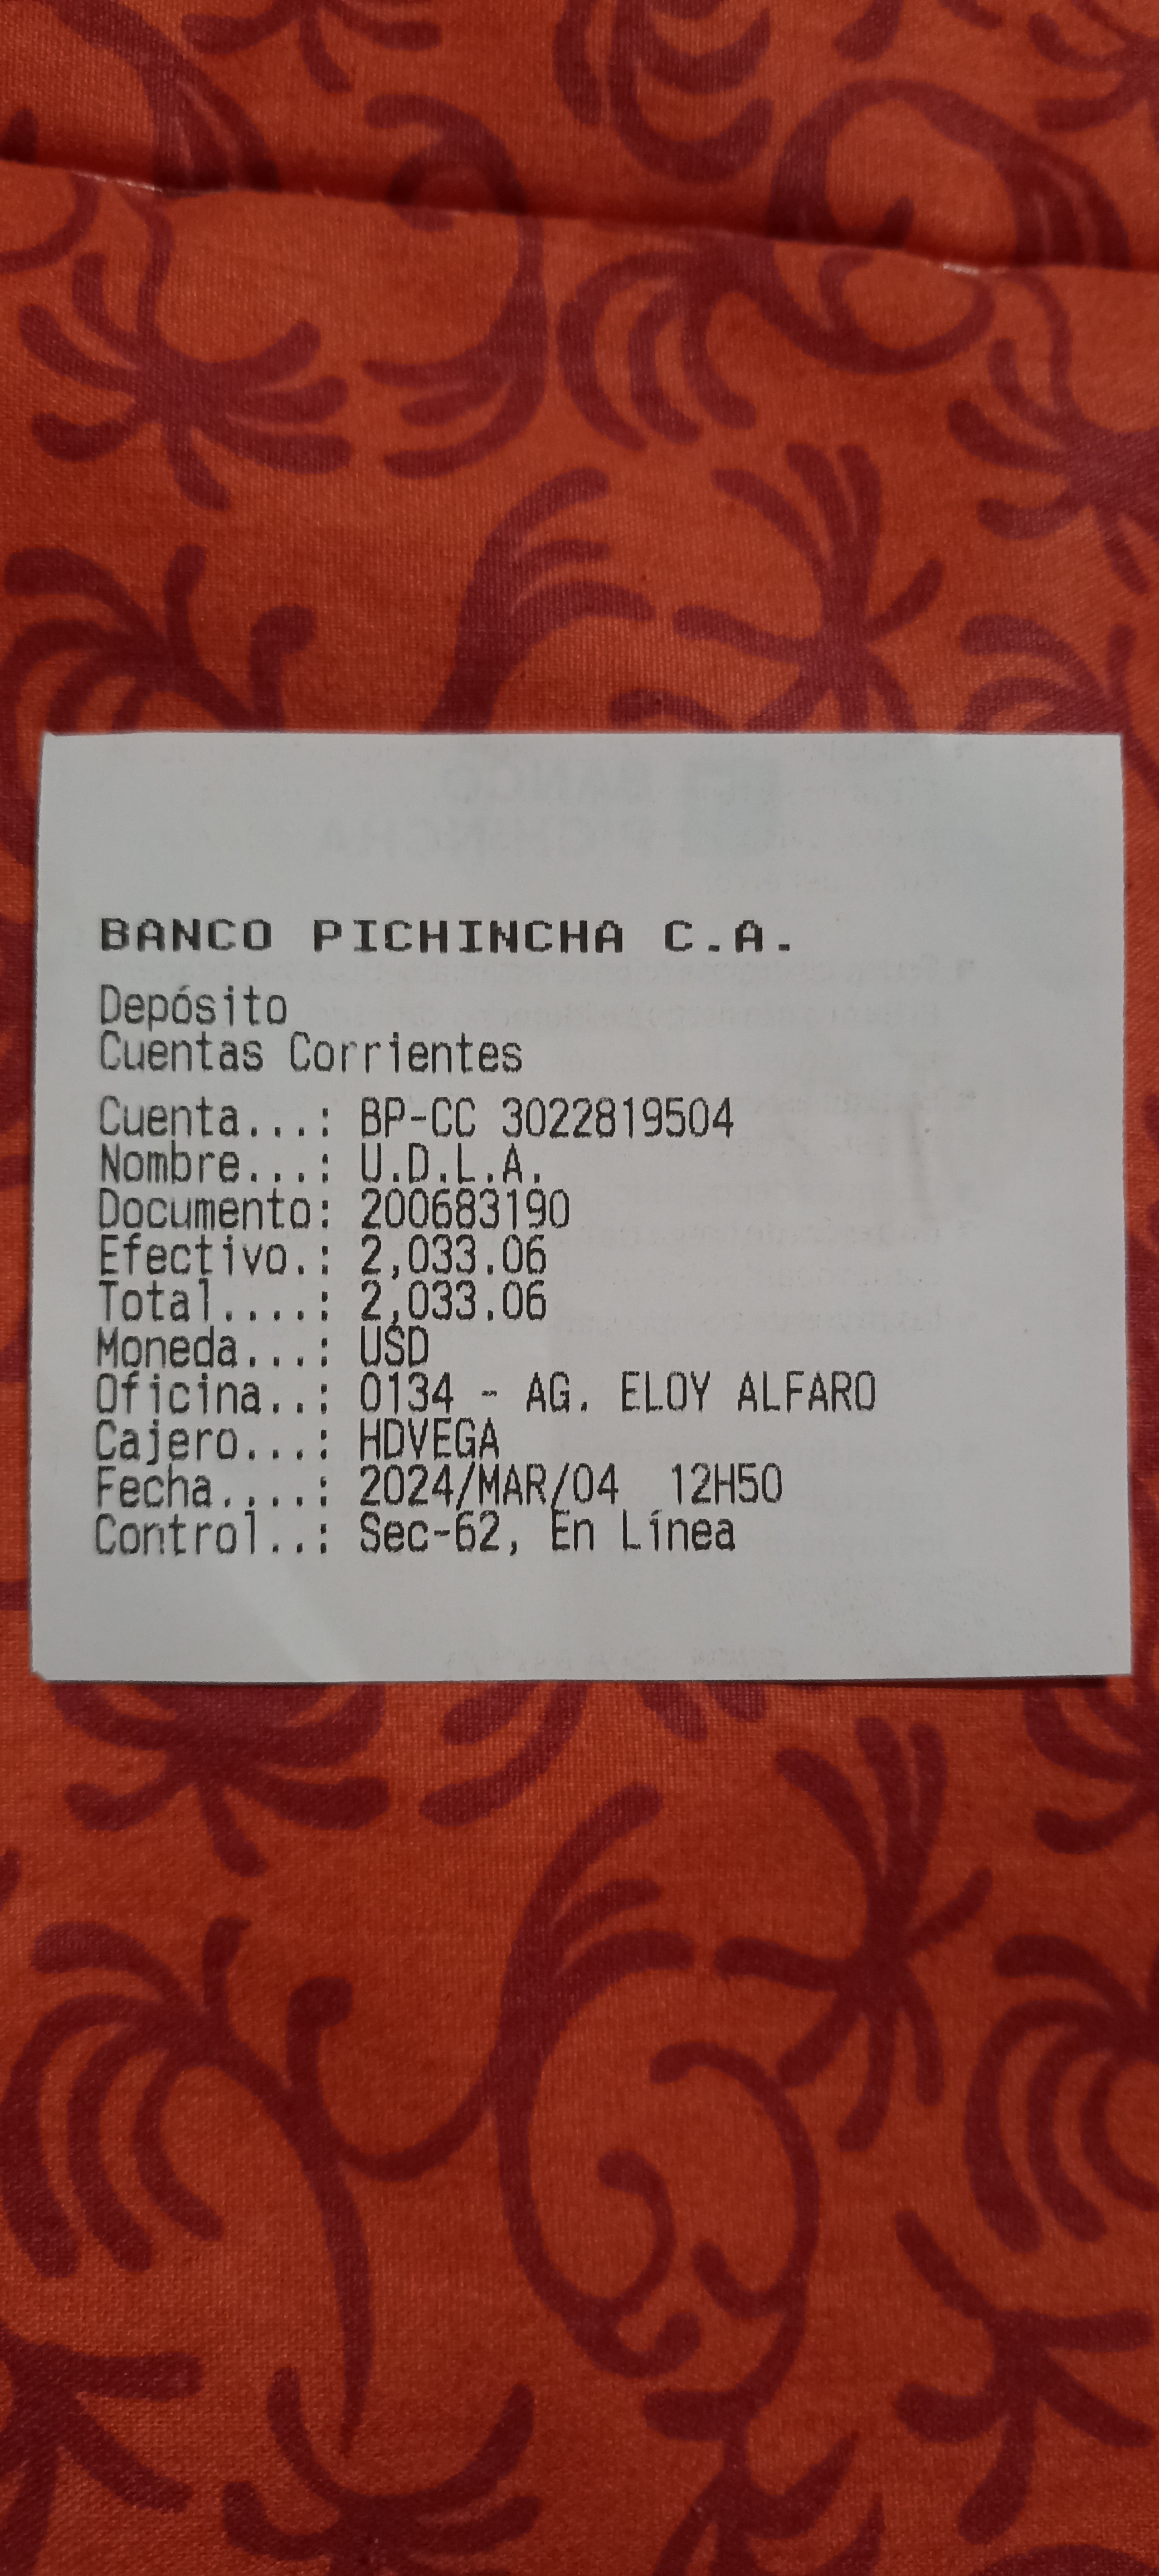 BANCO PICHINCHA C.A.
Depósito
Cuentas Corrientes
Cuenta...: BP-CC 3022819504
Nombre...: U.D.L.A.
Documento: 200683190
Efectivo.: 2,033.06
Total....: 2,033.06
Moneda...: USD
Oficina..: 0134 - AG. ELOY ALFARO
Cajero...: HDVEGA
Fecha....: 2024/MAR/04  12H50
Control..: Sec-62, En Línea